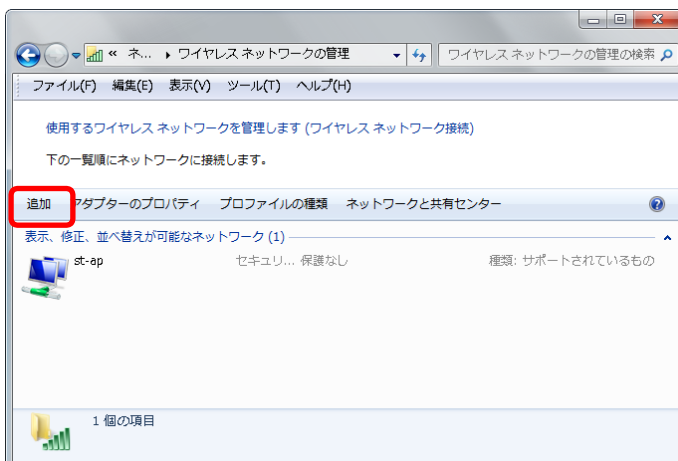 « ネ... ワイヤレス ネットワークの管理 ワイヤレス ネットワークの管理の検索
ファイル(F) 編集(E) 表示(V) ツール(T) ヘルプ(H)
使用するワイヤレス ネットワークを管理します (ワイヤレス ネットワーク接続)
下の一覧順にネットワークに接続します。
追加 アダプターのプロパティ プロファイルの種類 ネットワークと共有センター
表示、修正、並べ替えが可能なネットワーク (1)
st-ap セキュリ... 保護なし 種類: サポートされているもの
1 個の項目